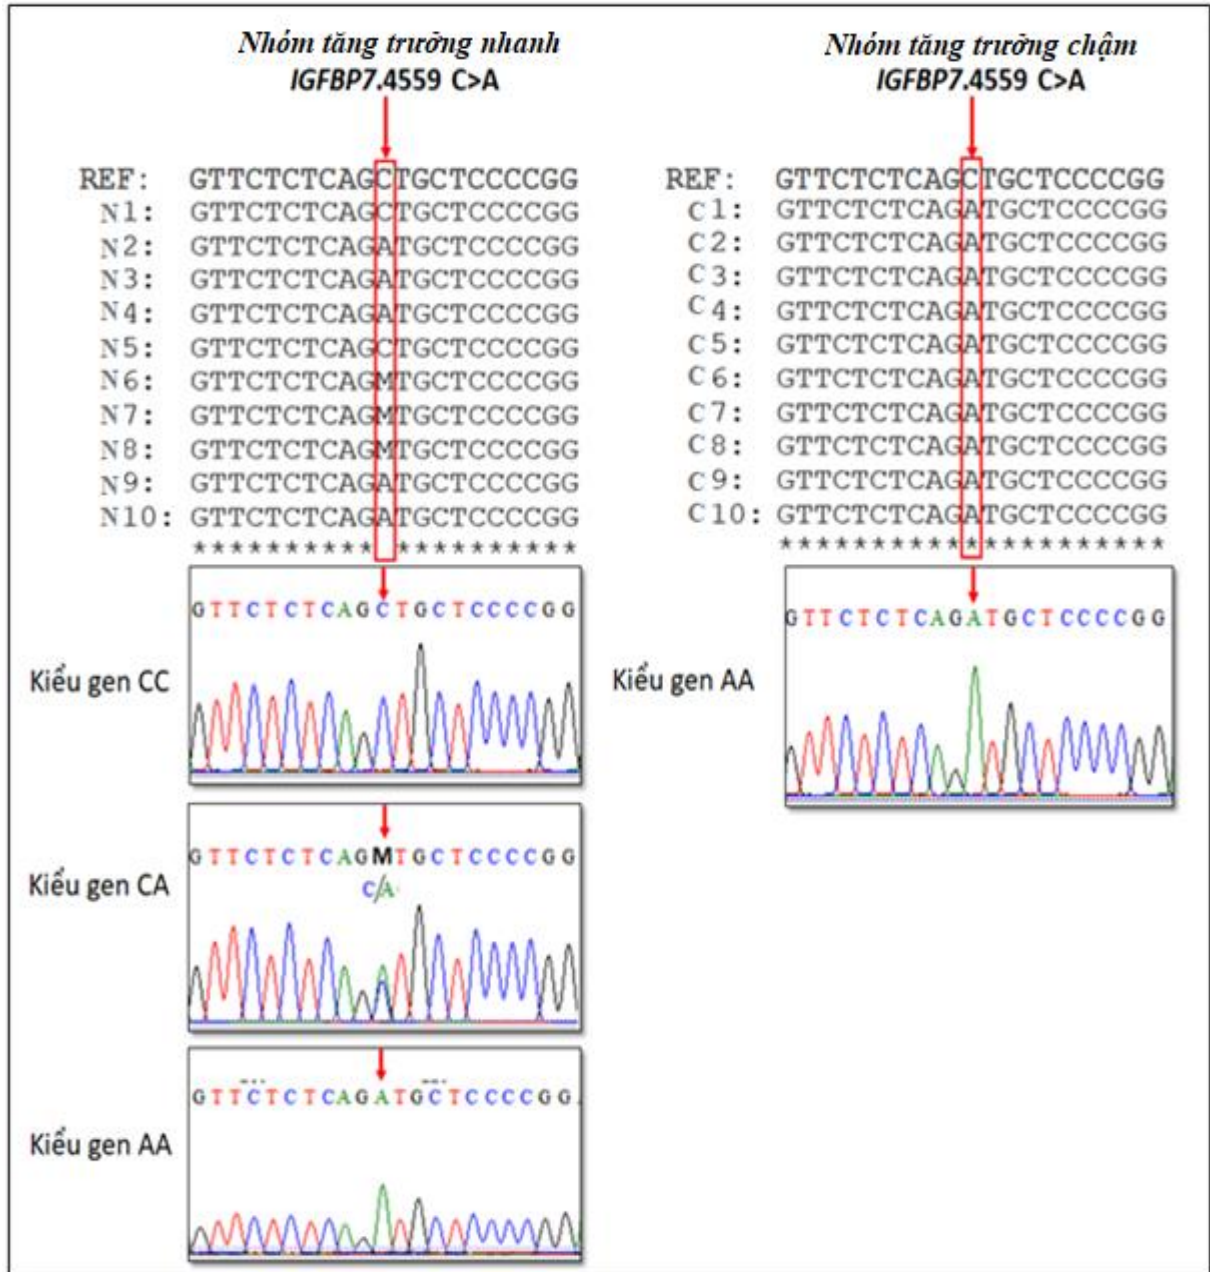 Nhóm tăng trưởng nhanh
IGFBP7.4559 C>A
REF: GTTCTCTCAGCTGCTCCCCGG
N1: GTTCTCTCAGCTGCTCCCCGG
N2: GTTCTCTCAGATGCTCCCCGG
N3: GTTCTCTCAGATGCTCCCCGG
N4: GTTCTCTCAGATGCTCCCCGG
N5: GTTCTCTCAGCTGCTCCCCGG
N6: GTTCTCTCAGMTGCTCCCCGG
N7: GTTCTCTCAGMTGCTCCCCGG
N8: GTTCTCTCAGMTGCTCCCCGG
N9: GTTCTCTCAGATGCTCCCCGG
N10: GTTCTCTCAGATGCTCCCCGG
********** **********
GTTCTCTCAGCTGCTCCCCGG
Kiểu gen CC
GTTCTCTCAGMTGCTCCCCGG
C/A
Kiểu gen CA
GTTCTCTCAGATGCTCCCCGG
Kiểu gen AA
Nhóm tăng trưởng chậm
IGFBP7.4559 C>A
REF: GTTCTCTCAGCTGCTCCCCGG
C1: GTTCTCTCAGATGCTCCCCGG
C2: GTTCTCTCAGATGCTCCCCGG
C3: GTTCTCTCAGATGCTCCCCGG
C4: GTTCTCTCAGATGCTCCCCGG
C5: GTTCTCTCAGATGCTCCCCGG
C6: GTTCTCTCAGATGCTCCCCGG
C7: GTTCTCTCAGATGCTCCCCGG
C8: GTTCTCTCAGATGCTCCCCGG
C9: GTTCTCTCAGATGCTCCCCGG
C10: GTTCTCTCAGATGCTCCCCGG
*********************
GTTCTCTCAGATGCTCCCCGG
Kiểu gen AA